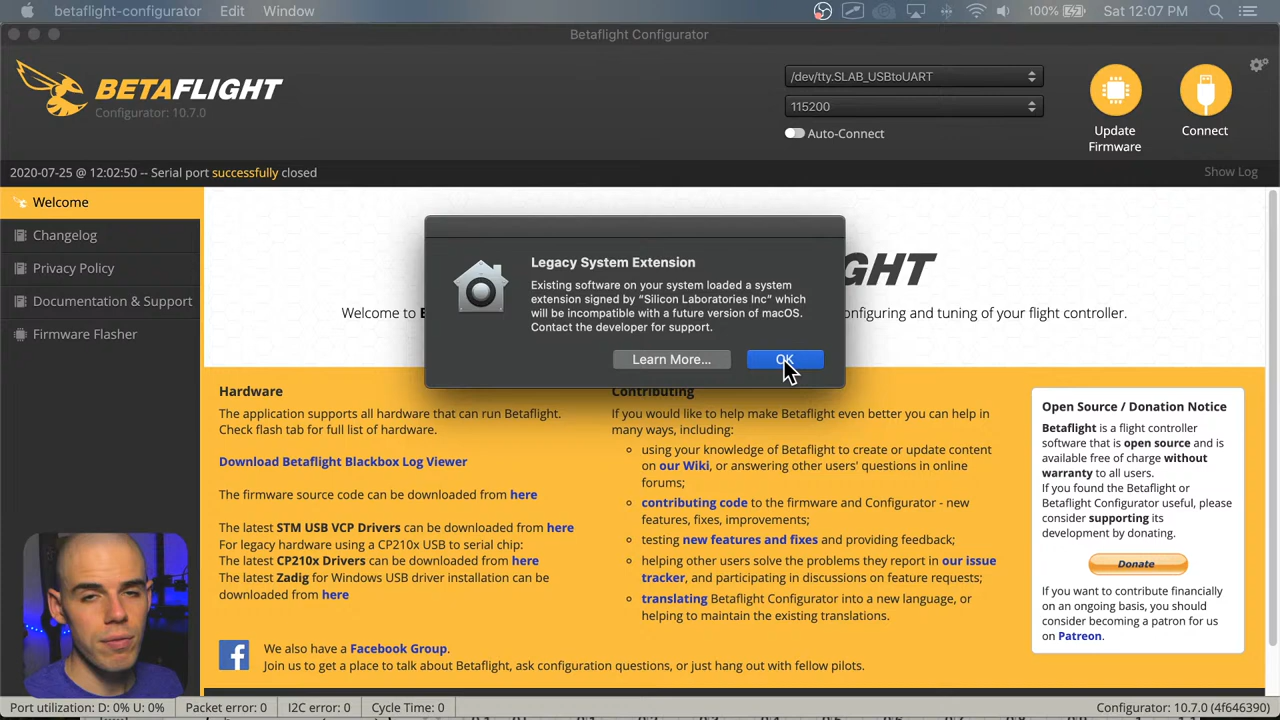 betaflight-configurator Edit Window
100% Sat 12:07 PM
Betaflight Configurator
BETAFLIGHT
Configurator: 10.7.0
/dev/tty.SLAB_USBtoUART
115200
Auto-Connect
Update
Firmware
Connect
2020-07-25 @ 12:02:50 -- Serial port successfully closed
Show Log
Welcome
Changelog
Privacy Policy
Documentation & Support
Firmware Flasher
Legacy System Extension
Existing software on your system loaded a system
extension signed by “Silicon Laboratories Inc” which
will be incompatible with a future version of macOS.
Contact the developer for support.
Learn More...
OK
GHT
Welcome to B
onfiguring and tuning of your flight controller.
Hardware
The application supports all hardware that can run Betaflight.
Check flash tab for full list of hardware.
Download Betaflight Blackbox Log Viewer
The firmware source code can be downloaded from here
The latest STM USB VCP Drivers can be downloaded from here
For legacy hardware using a CP210x USB to serial chip:
The latest CP210x Drivers can be downloaded from here
The latest Zadig for Windows USB driver installation can be
downloaded from here
Contributing
If you would like to help make Betaflight even better you can help in
many ways, including:
using your knowledge of Betaflight to create or update content
on our Wiki, or answering other users' questions in online
forums;
contributing code to the firmware and Configurator - new
features, fixes, improvements;
testing new features and fixes and providing feedback;
helping other users solve the problems they report in our issue
tracker, and participating in discussions on feature requests;
translating Betaflight Configurator into a new language, or
helping to maintain the existing translations.
Open Source / Donation Notice
Betaflight is a flight controller
software that is open source and is
available free of charge without
warranty to all users.
If you found the Betaflight or
Betaflight Configurator useful, please
consider supporting its
development by donating.
Donate
If you want to contribute financially
on an ongoing basis, you should
consider becoming a patron for us
on Patreon.
We also have a Facebook Group.
Join us to get a place to talk about Betaflight, ask configuration questions, or just hang out with fellow pilots.
Port utilization: D: 0% U: 0%
Packet error: 0
I2C error: 0
Cycle Time: 0
Configurator: 10.7.0 (4f646390)